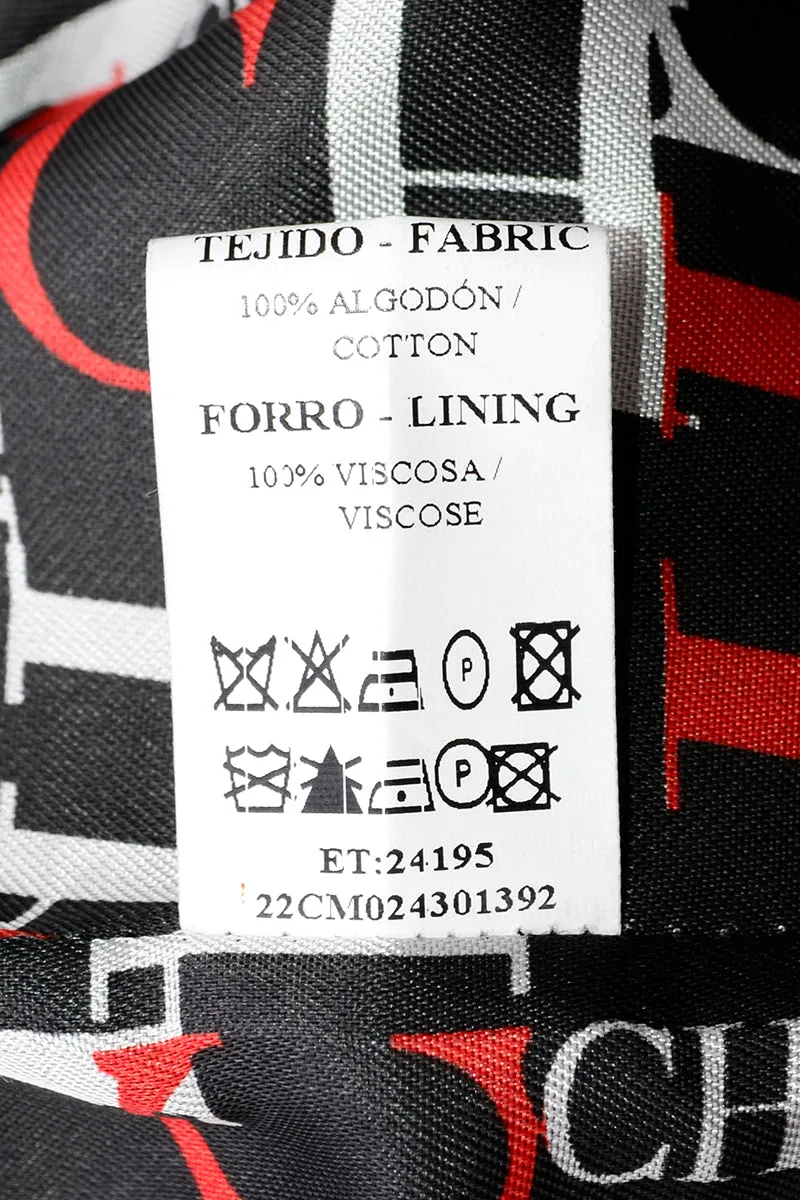 TEJIDO - FABRIC
100% ALGODÓN /
COTTON
FORRO - LINING
100% VISCOSA /
VISCOSE
P
P
ET:24195
22CM024301392
CH